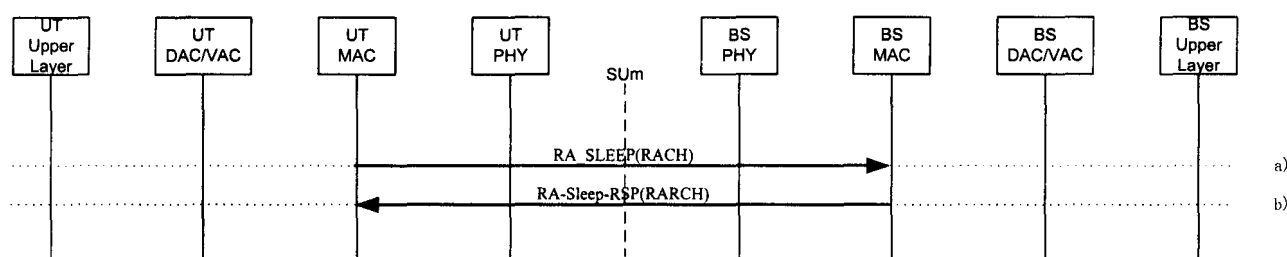 UT
Upper
Layer
UT
DAC/VAC
UT
MAC
UT
PHY
SUm
BS
PHY
BS
MAC
BS
DAC/VAC
BS
Upper
Layer
RA_SLEEP(RACH)
a)
RA-Sleep-RSP(RARCH)
b)